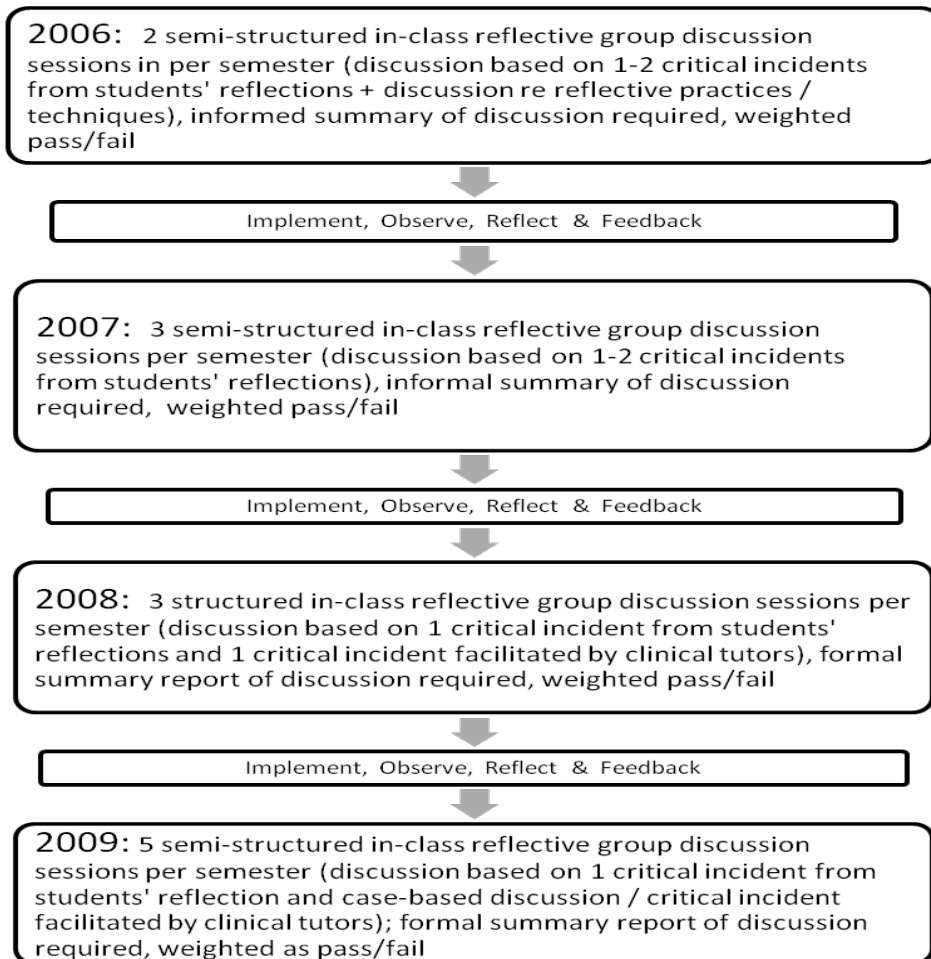 2006: 2 semi-structured in-class reflective group discussion
sessions in per semester (discussion based on 1-2 critical incidents
from students' reflections + discussion re reflective practices /
techniques), informed summary of discussion required, weighted
pass/fail
Implement, Observe, Reflect & Feedback
2007: 3 semi-structured in-class reflective group discussion
sessions per semester (discussion based on 1-2 critical incidents
from students' reflections), informal summary of discussion
required, weighted pass/fail
Implement, Observe, Reflect & Feedback
2008: 3 structured in-class reflective group discussion sessions per
semester (discussion based on 1 critical incident from students'
reflections and 1 critical incident facilitated by clinical tutors), formal
summary report of discussion required, weighted pass/fail
Implement, Observe, Reflect & Feedback
2009: 5 semi-structured in-class reflective group discussion
sessions per semester (discussion based on 1 critical incident from
students' reflection and case-based discussion / critical incident
facilitated by clinical tutors); formal summary report of discussion
required, weighted as pass/fail